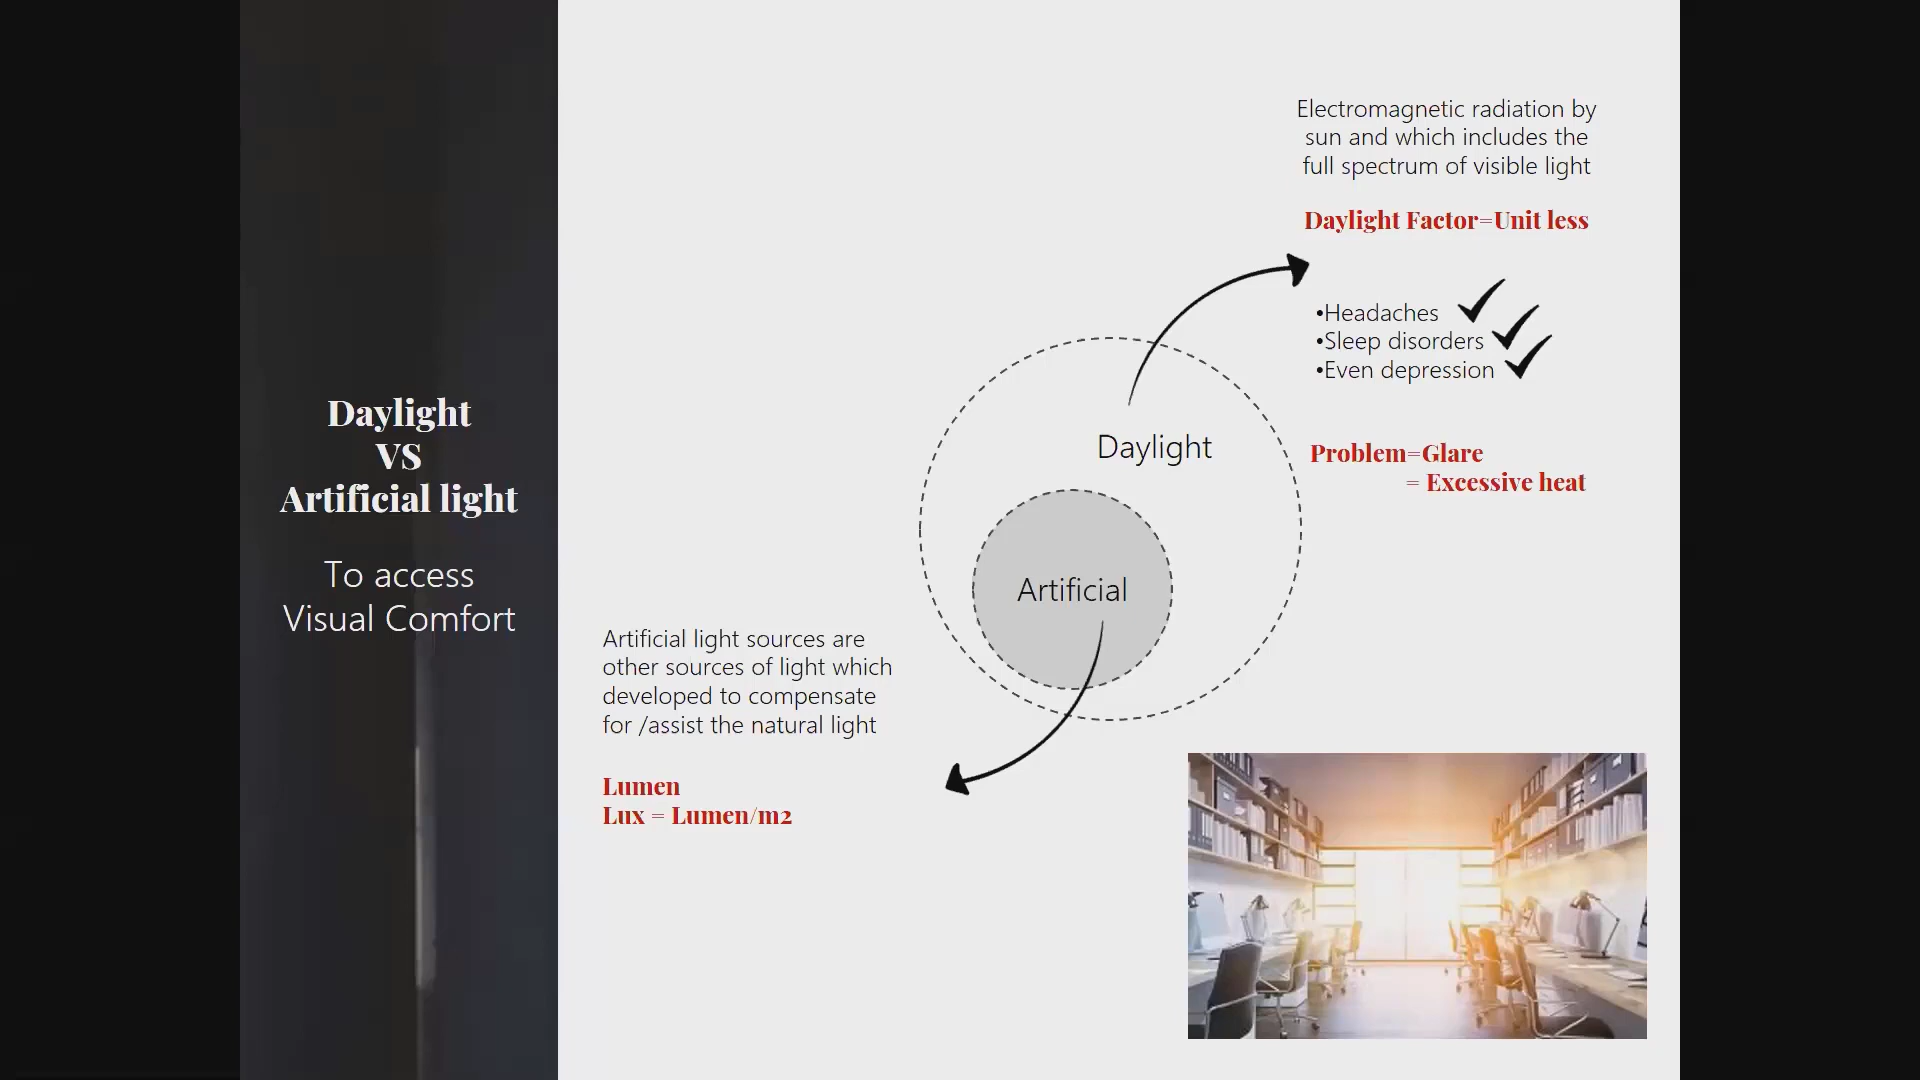 Daylight
VS
Artificial light
To access
Visual Comfort
Electromagnetic radiation by
sun and which includes the
full spectrum of visible light
Daylight Factor=Unit less
•Headaches
•Sleep disorders
•Even depression
Problem=Glare
= Excessive heat
Daylight
Artificial
Artificial light sources are
other sources of light which
developed to compensate
for /assist the natural light
Lumen
Lux = Lumen/m2